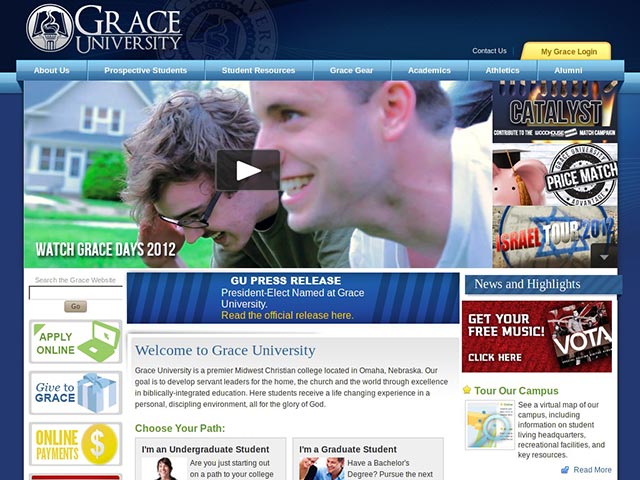 GRACE
UNIVERSITY
Contact Us
My Grace Login
About Us
Prospective Students
Student Resources
Grace Gear
Academics
Athletics
Alumni
WATCH GRACE DAYS 2012
CATALYST
CONTRIBUTE TO THE WOODHOUSE MATCH CAMPAIGN
GRACE UNIVERSITY
PRICE MATCH
ADVANTAGE
ISRAEL TOUR 2012
Search the Grace Website
Go
APPLY
ONLINE
Give to
GRACE
ONLINE
PAYMENTS
GU PRESS RELEASE
President-Elect Named at Grace
University.
Read the official release here.
Welcome to Grace University
Grace University is a premier Midwest Christian college located in Omaha, Nebraska. Our
goal is to develop servant leaders for the home, the church and the world through excellence
in biblically-integrated education. Here students receive a life changing experience in a
personal, discipling environment, all for the glory of God.
Choose Your Path:
I'm an Undergraduate Student
Are you just starting out
on a path to your college
I'm a Graduate Student
Have a Bachelor's
Degree? Pursue the next
News and Highlights
GET YOUR
FREE MUSIC!
CLICK HERE
VOTA
Tour Our Campus
See a virtual map of our
campus, including
information on student
living headquarters,
recreational facilities, and
key resources.
Read More